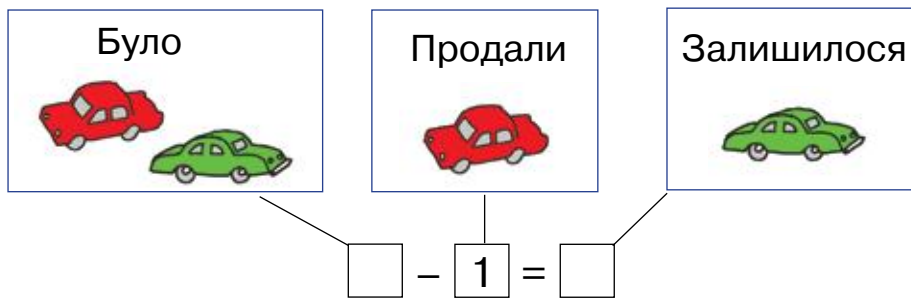 Було
Продали
Залишилося
– 1 =